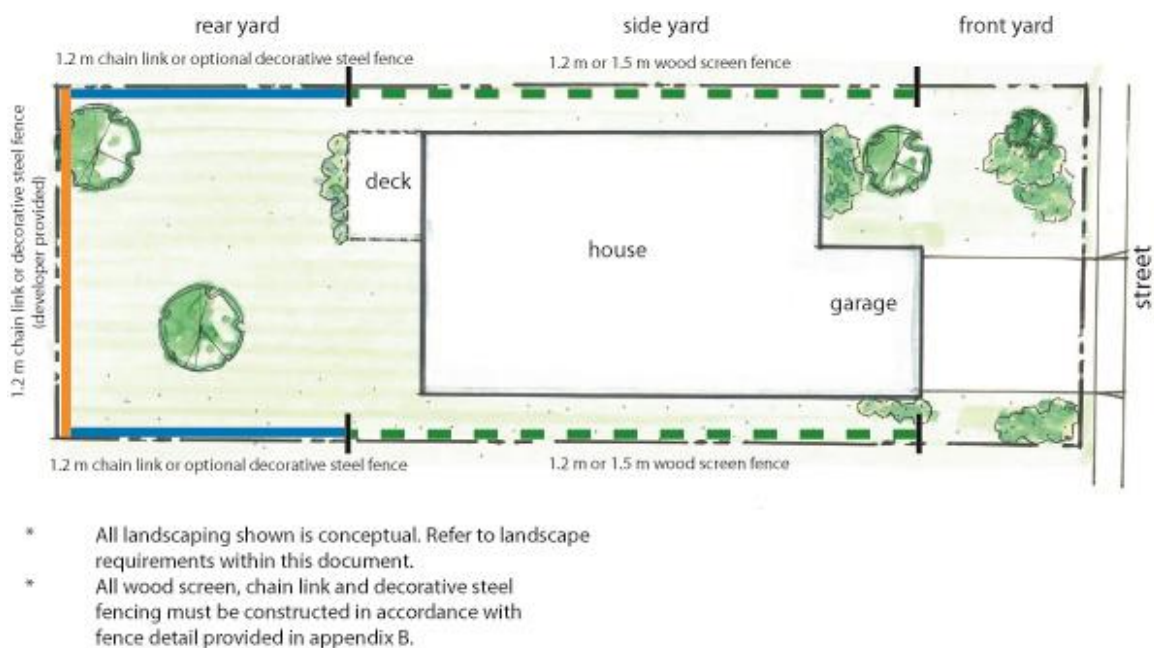 rear yard
side yard
front yard
1.2 m chain link or optional decorative steel fence
1.2 m or 1.5 m wood screen fence
1.2 m chain link or decorative steel fence
(developer provided)
deck
house
garage
street
1.2 m chain link or optional decorative steel fence
1.2 m or 1.5 m wood screen fence
* All landscaping shown is conceptual. Refer to landscape
requirements within this document.
* All wood screen, chain link and decorative steel
fencing must be constructed in accordance with
fence detail provided in appendix B.